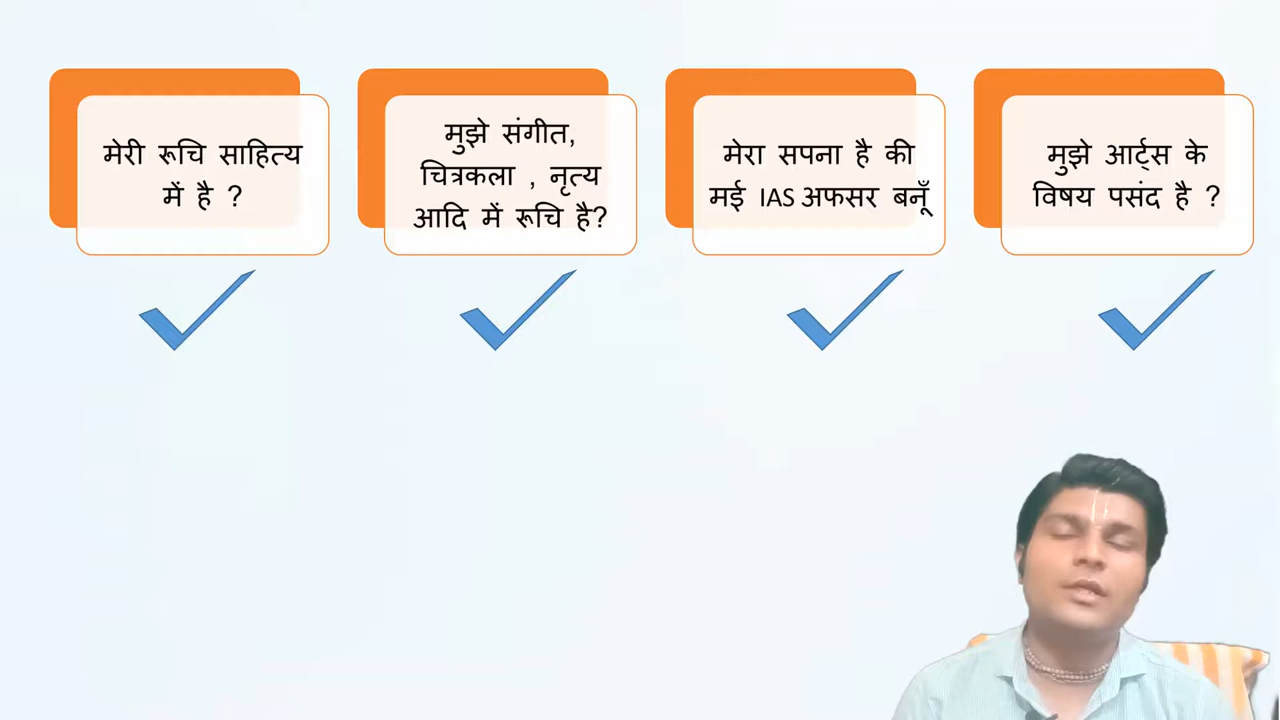 मेरी रूचि साहित्य
में है ?
मुझे संगीत,
चित्रकला , नृत्य
आदि में रूचि है?
मेरा सपना है की
मई IAS अफसर बनूँ
मुझे आर्ट्स के
विषय पसंद है ?